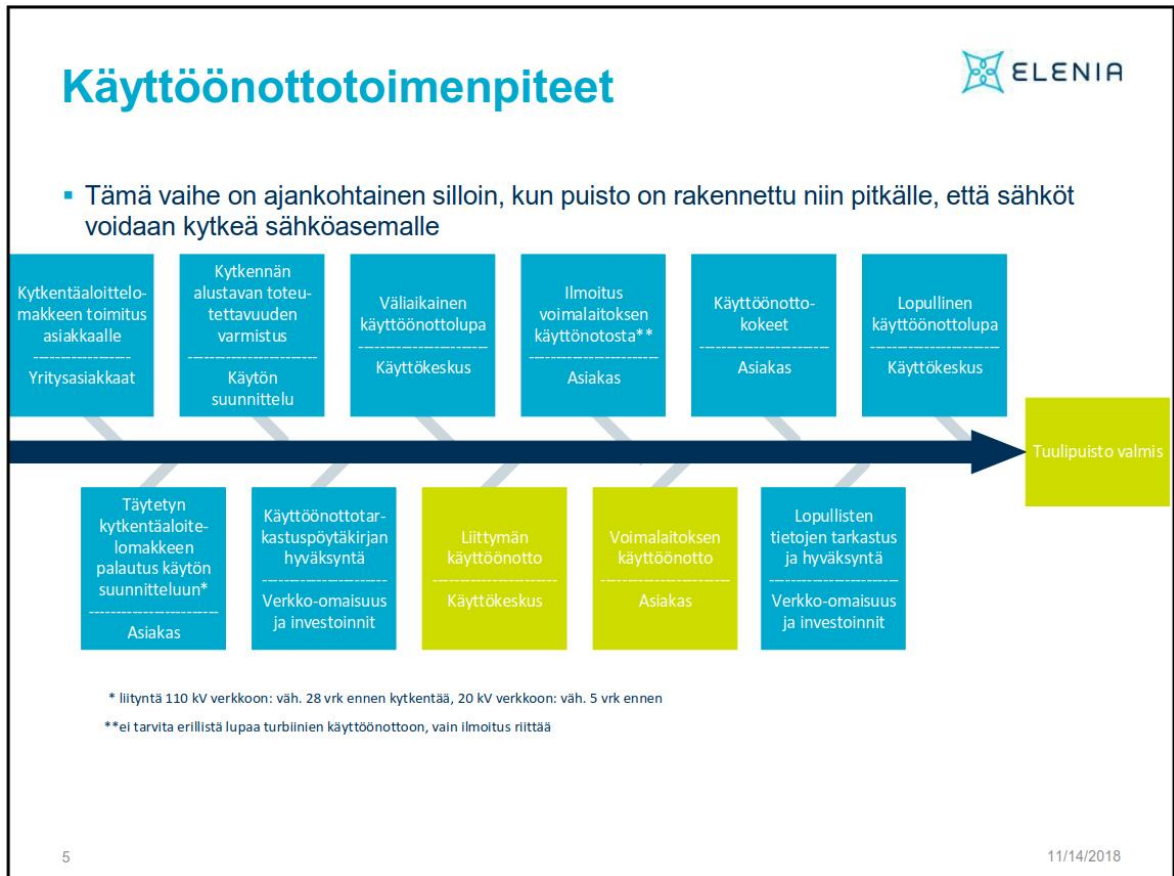 Käyttöönottotoimenpiteet
ELENIA
▪ Tämä vaihe on ajankohtainen silloin, kun puisto on rakennettu niin pitkälle, että sähköt
voidaan kytkeä sähköasemalle
Kytkentäaloittelo-
makkeen toimitus
asiakkaalle
-------------------
Yritysasiakkaat
Kytkennän
alustavan toteu-
tettavuuden
varmistus
-------------------------
Käytön
suunnittelu
Väliaikainen
käyttöönottolupa
-------------------------
Käyttökeskus
Ilmoitus
voimalaitoksen
käyttönotosta**
-------------------------
Asiakas
Käyttöönotto-
kokeet
-------------------------
Asiakas
Lopullinen
käyttöönottolupa
-------------------------
Käyttökeskus
Tuulipuisto valmis
Täytetyn
kytkentäaloite-
lomakkeen
palautus käytön
suunnitteluun*
-------------------------
Asiakas
Käyttöönottotar-
kastuspöytäkirjan
hyväksyntä
------------------------
Verkko-omaisuus
ja investoinnit
Liittymän
käyttöönotto
-------------------------
Käyttökeskus
Voimalaitoksen
käyttöönotto
-------------------------
Asiakas
Lopullisten
tietojen tarkastus
ja hyväksyntä
-------------------------
Verkko-omaisuus
ja investoinnit
* liityntä 110 kV verkkoon: väh. 28 vrk ennen kytkentää, 20 kV verkkoon: väh. 5 vrk ennen
**ei tarvita erillistä lupaa turbiinien käyttöönottoon, vain ilmoitus riittää
5
11/14/2018